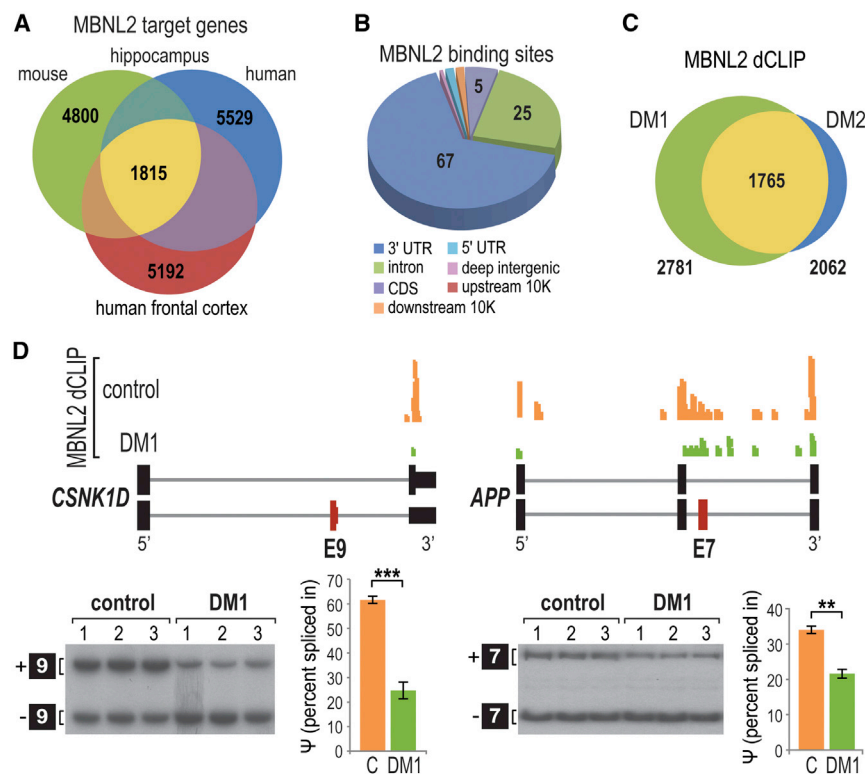 A
MBNL2 target genes
hippocampus
mouse
human
4800
5529
1815
5192
human frontal cortex
B
MBNL2 binding sites
5
25
67
3' UTR
5' UTR
intron
deep intergenic
CDS
upstream 10K
downstream 10K
C
MBNL2 dCLIP
DM1
DM2
1765
2781
2062
D
MBNL2 dCLIP
control
DM1
CSNK1D
5'
E9
3'
APP
5'
E7
3'
control
DM1
1 2 3 1 2 3
+ 9
- 9
Ψ (percent spliced in)
70
60
50
40
30
20
10
0
***
C DM1
control
DM1
1 2 3 1 2 3
+ 7
- 7
Ψ (percent spliced in)
40
30
20
10
0
**
C DM1